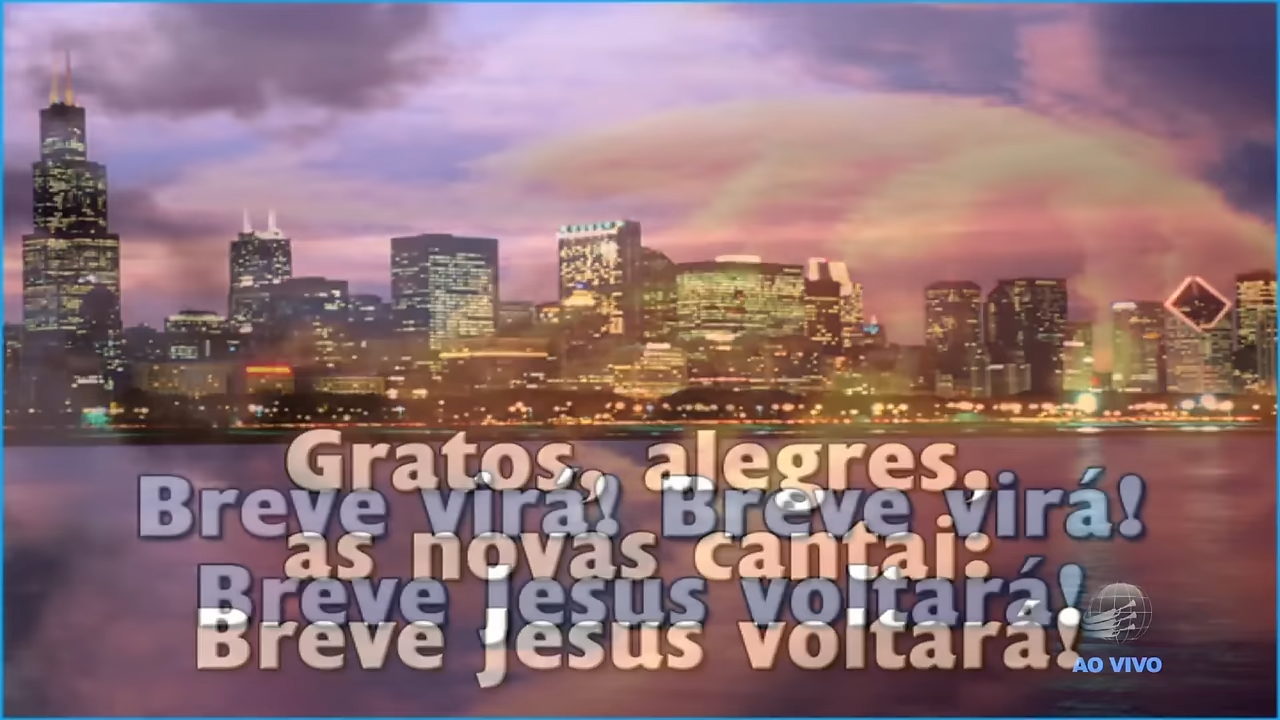 Gratos, alegres,
Breve virá! Breve virá!
as novas cantai:
Breve Jesus voltará!
Breve Jesus voltará!
AO VIVO